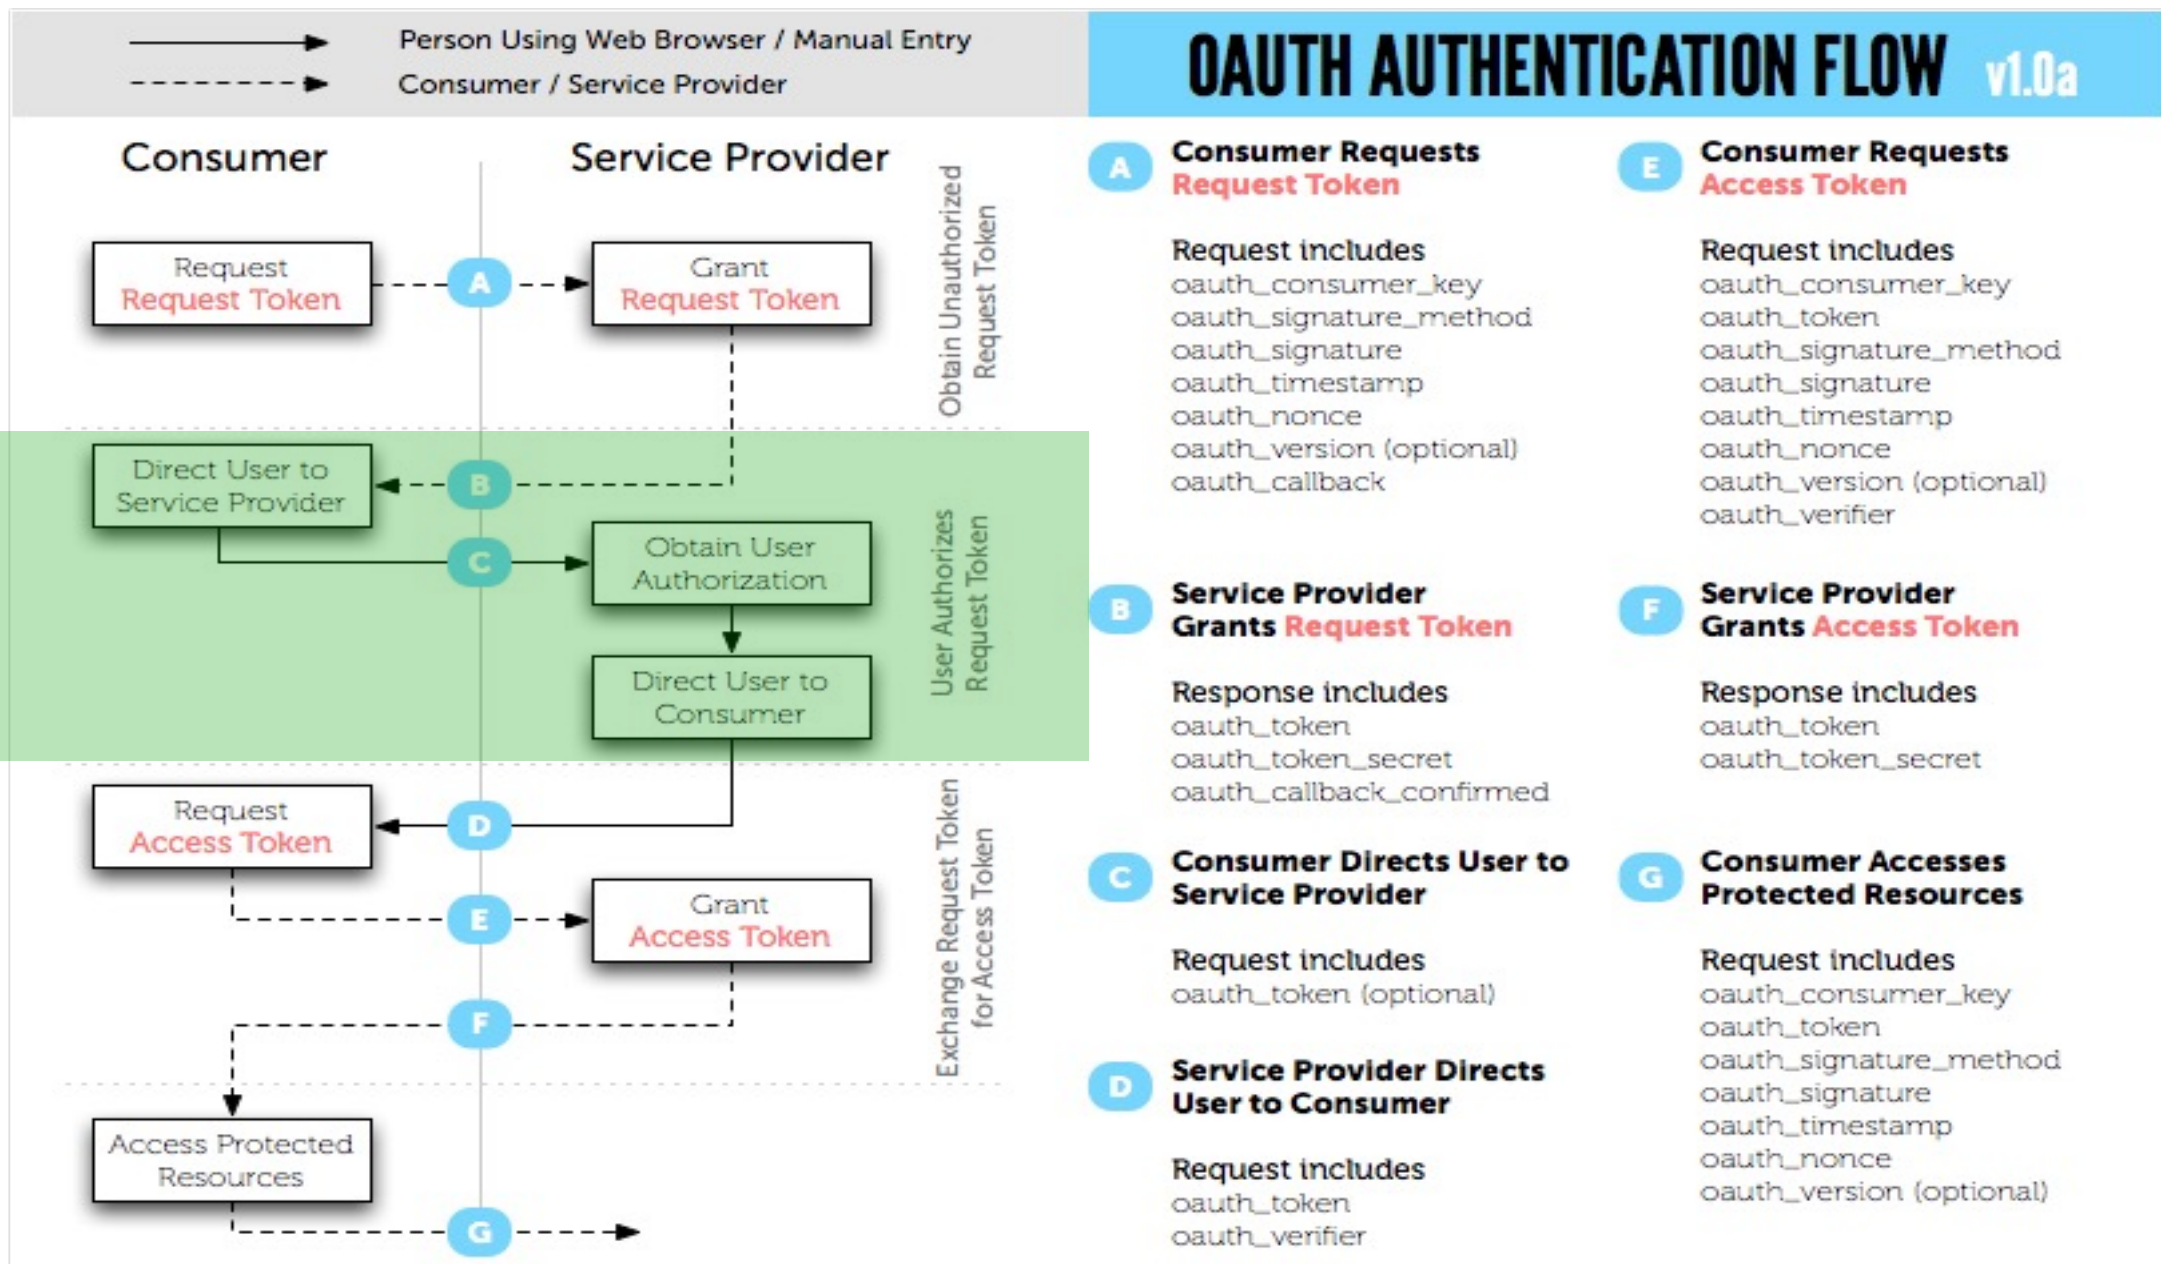 Person Using Web Browser / Manual Entry
Consumer / Service Provider
OAUTH AUTHENTICATION FLOW v1.0a
Consumer
Service Provider
Request
Request Token
A
Grant
Request Token
Obtain Unauthorized
Request Token
Direct User to
Service Provider
B
C
Obtain User
Authorization
Direct User to
Consumer
User Authorizes
Request Token
Request
Access Token
D
E
Grant
Access Token
F
Exchange Request Token
for Access Token
Access Protected
Resources
G
A
Consumer Requests
Request Token
Request includes
oauth_consumer_key
oauth_signature_method
oauth_signature
oauth_timestamp
oauth_nonce
oauth_version (optional)
oauth_callback
B
Service Provider
Grants Request Token
Response includes
oauth_token
oauth_token_secret
oauth_callback_confirmed
C
Consumer Directs User to
Service Provider
Request includes
oauth_token (optional)
D
Service Provider Directs
User to Consumer
Request includes
oauth_token
oauth_verifier
E
Consumer Requests
Access Token
Request includes
oauth_consumer_key
oauth_token
oauth_signature_method
oauth_signature
oauth_timestamp
oauth_nonce
oauth_version (optional)
oauth_verifier
F
Service Provider
Grants Access Token
Response includes
oauth_token
oauth_token_secret
G
Consumer Accesses
Protected Resources
Request includes
oauth_consumer_key
oauth_token
oauth_signature_method
oauth_signature
oauth_timestamp
oauth_nonce
oauth_version (optional)